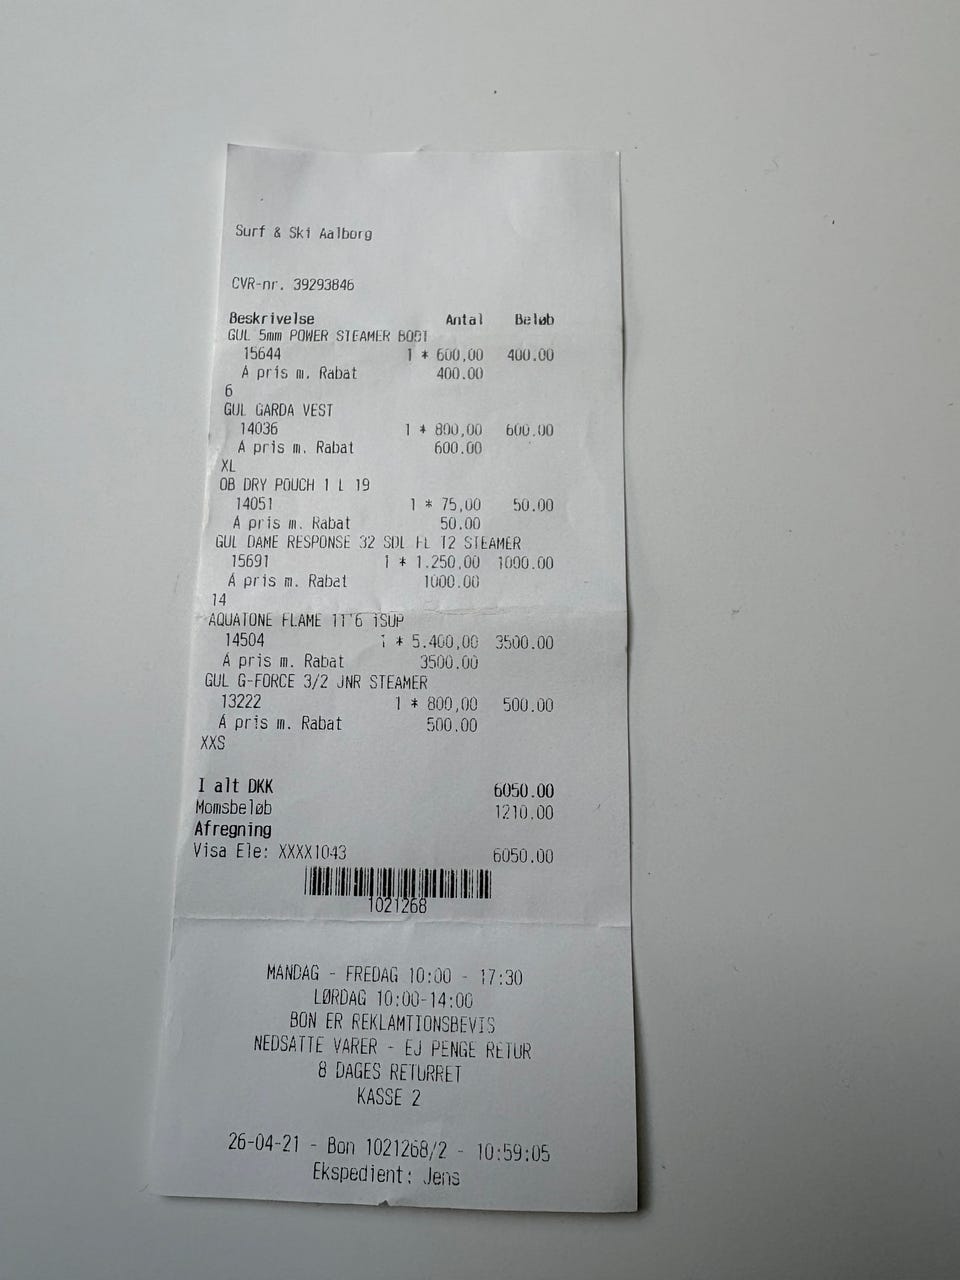 Surf & Ski Aalborg
CVR-nr. 39293846
Beskrivelse Antal Beløb
GUL 5mm POWER STEAMER BOOT
15644 1 * 600,00 400.00
A pris m. Rabat 400.00
6
GUL GARDA VEST
14036 1 * 800,00 600.00
A pris m. Rabat 600.00
XL
OB DRY POUCH 1 L 19
14051 1 * 75,00 50.00
A pris m. Rabat 50.00
GUL DAME RESPONSE 32 SDL FL T2 STEAMER
15691 1 * 1.250,00 1000.00
A pris m. Rabat 1000.00
14
AQUATONE FLAME 11'6 iSUP
14504 1 * 5.400,00 3500.00
A pris m. Rabat 3500.00
GUL G-FORCE 3/2 JNR STEAMER
13222 1 * 800,00 500.00
A pris m. Rabat 500.00
XXS
I alt DKK 6050.00
Momsbeløb 1210.00
Afregning
Visa Ele: XXXX1043 6050.00
1021268
MANDAG - FREDAG 10:00 - 17:30
LØRDAG 10:00-14:00
BON ER REKLAMTIONSBEVIS
NEDSATTE VARER - EJ PENGE RETUR
8 DAGES RETURRET
KASSE 2
26-04-21 - Bon 1021268/2 - 10:59:05
Ekspedient: Jens